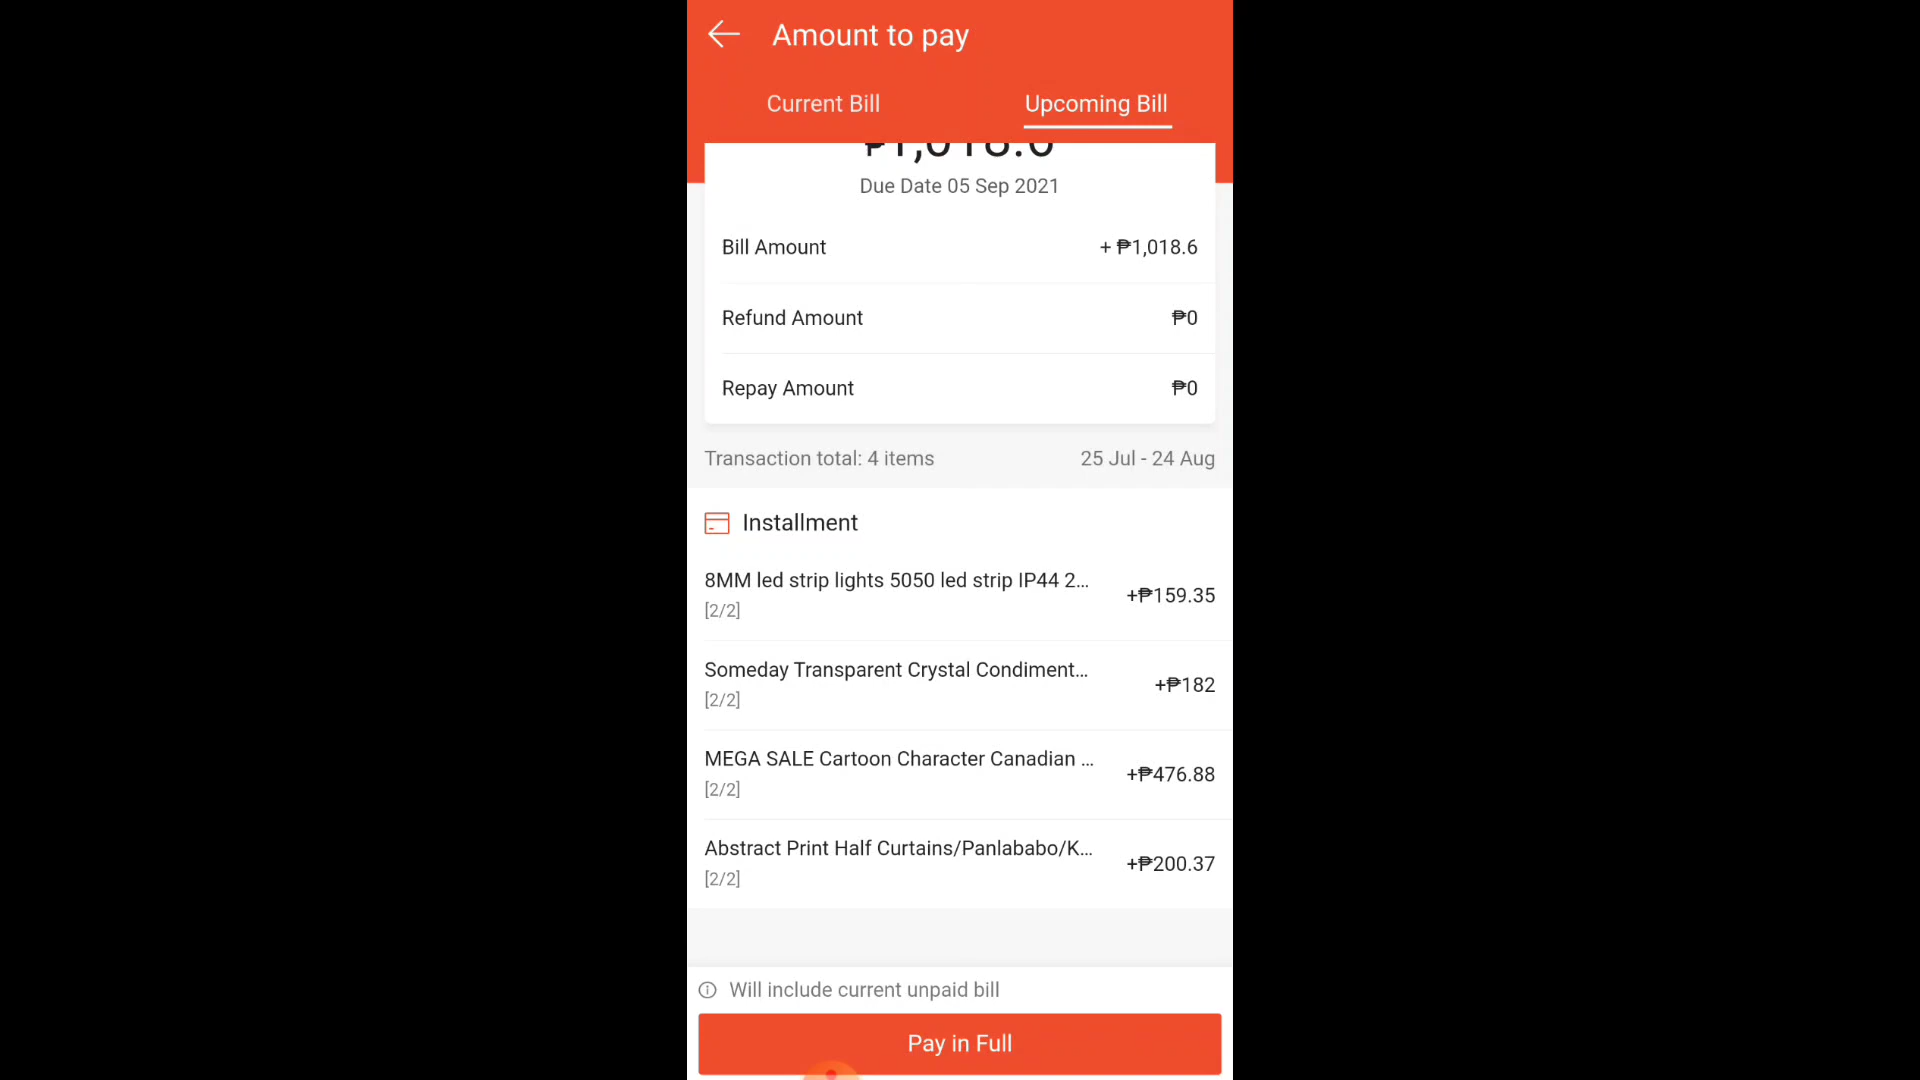 Amount to pay
Current Bill
Upcoming Bill
₱1,018.6
Due Date 05 Sep 2021
Bill Amount
+ ₱1,018.6
Refund Amount
₱0
Repay Amount
₱0
Transaction total: 4 items
25 Jul - 24 Aug
Installment
8MM led strip lights 5050 led strip IP44 2...
+₱159.35
[2/2]
Someday Transparent Crystal Condiment...
+₱182
[2/2]
MEGA SALE Cartoon Character Canadian ...
+₱476.88
[2/2]
Abstract Print Half Curtains/Panlababo/K...
+₱200.37
[2/2]
Will include current unpaid bill
Pay in Full